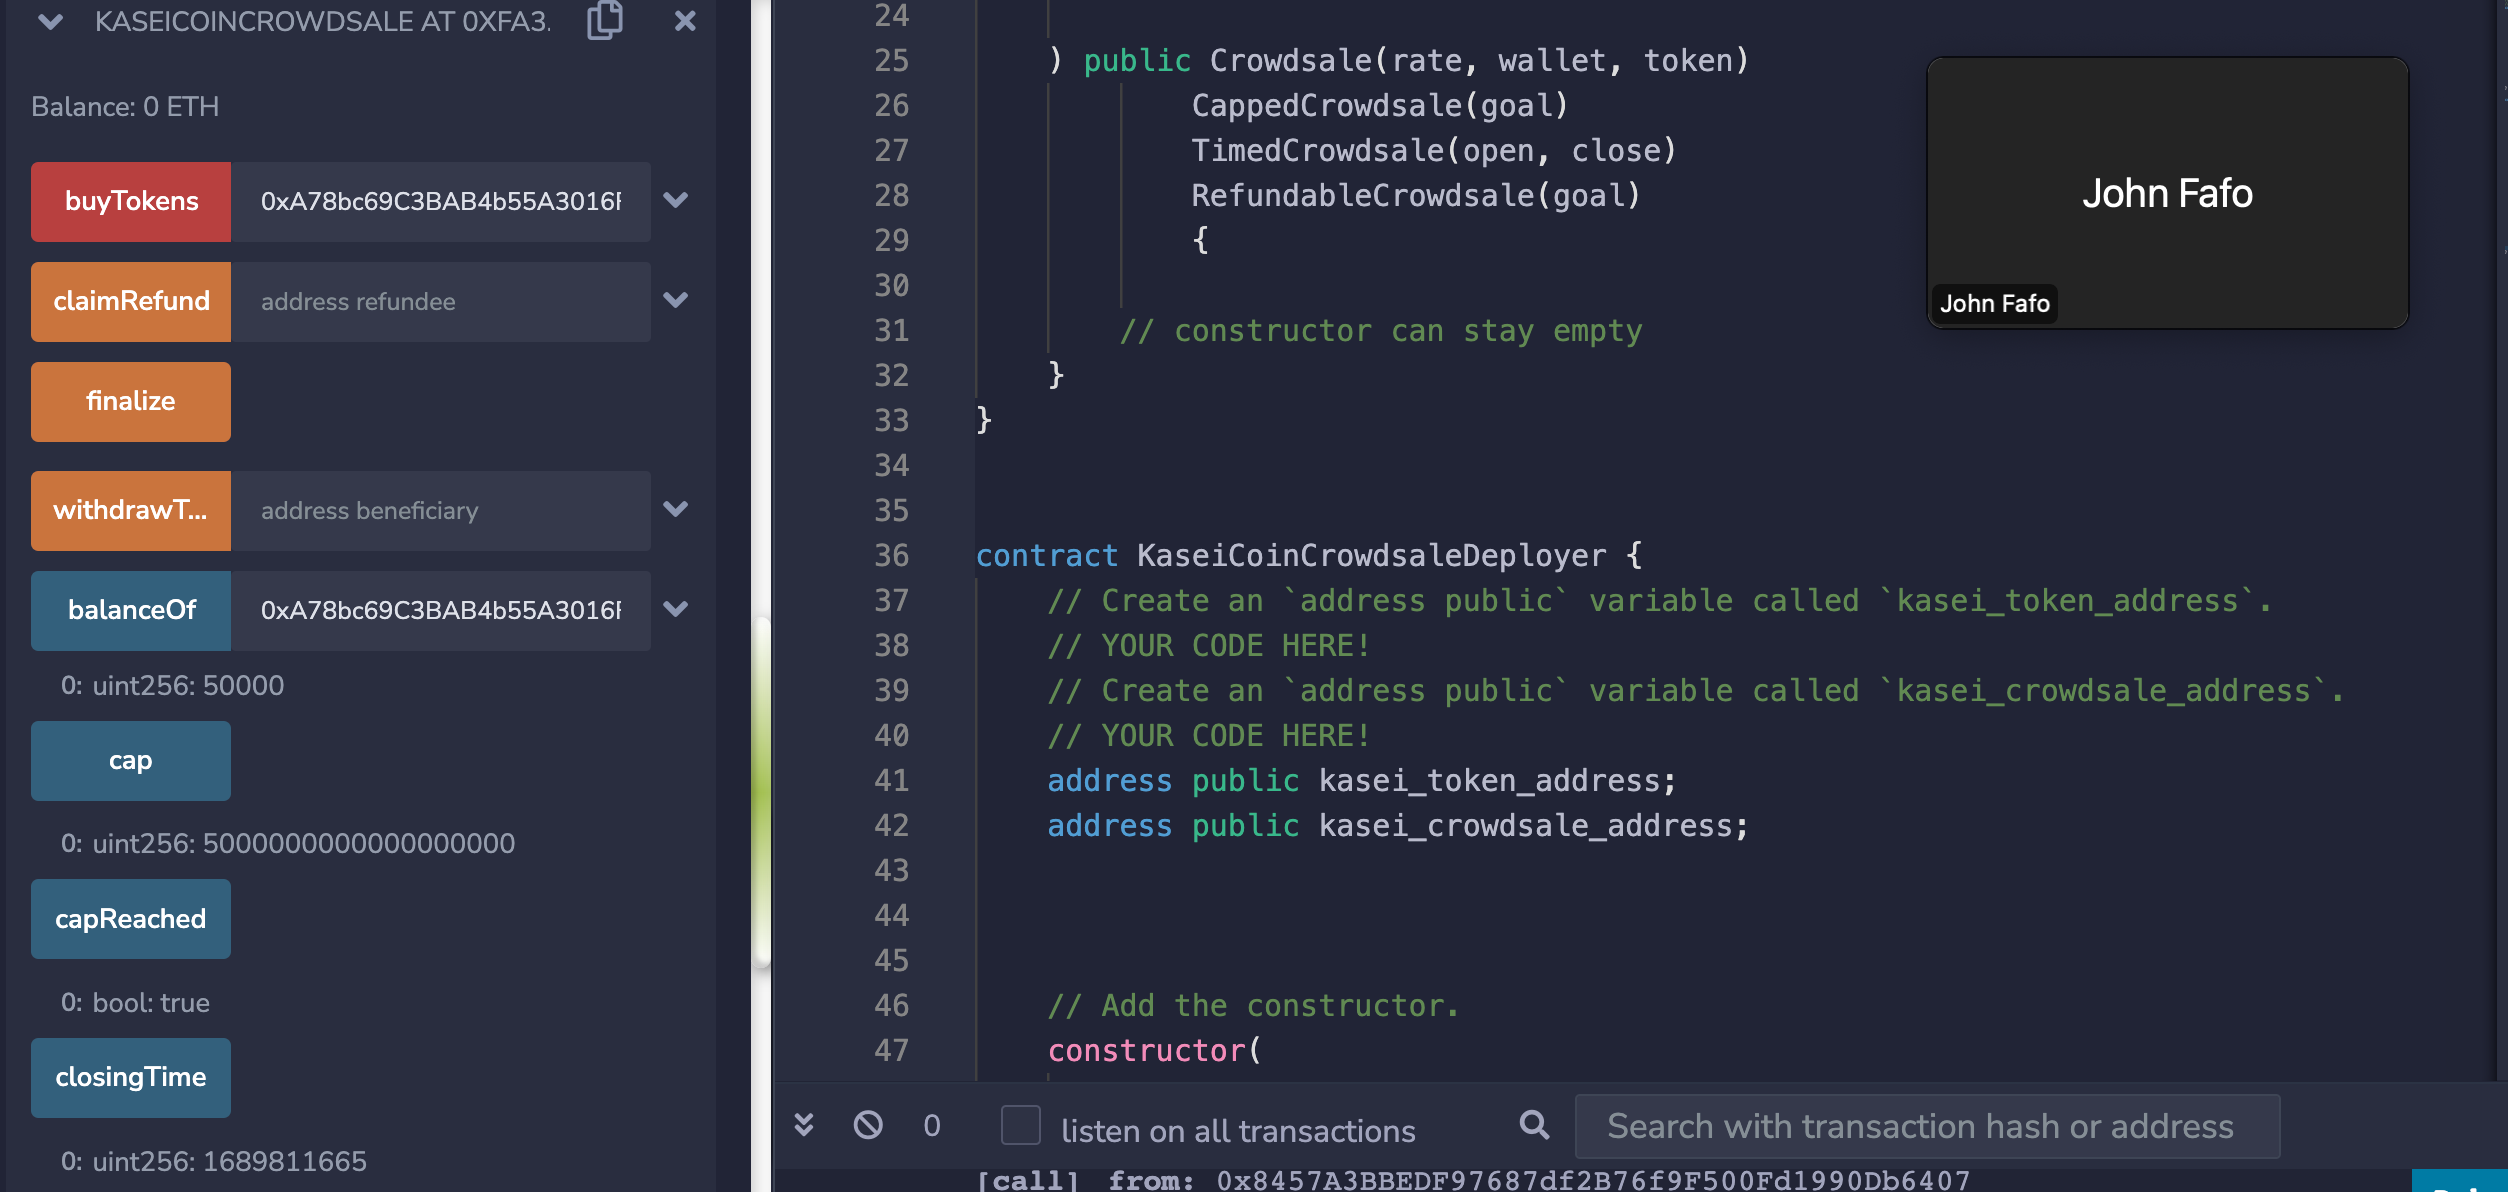 KASEICOINCROWDSALE AT 0XFA3.
Balance: 0 ETH
buyTokens 0xA78bc69C3BAB4b55A3016F
claimRefund address refundee
finalize
withdrawT... address beneficiary
balanceOf 0xA78bc69C3BAB4b55A3016F
0: uint256: 50000
cap
0: uint256: 5000000000000000000
capReached
0: bool: true
closingTime
0: uint256: 1689811665
24
25 ) public Crowdsale(rate, wallet, token)
26 CappedCrowdsale(goal)
27 TimedCrowdsale(open, close)
28 RefundableCrowdsale(goal)
29 {
30
31 // constructor can stay empty
32 }
33 }
34
35
36 contract KaseiCoinCrowdsaleDeployer {
37 // Create an `address public` variable called `kasei_token_address`.
38 // YOUR CODE HERE!
39 // Create an `address public` variable called `kasei_crowdsale_address`.
40 // YOUR CODE HERE!
41 address public kasei_token_address;
42 address public kasei_crowdsale_address;
43
44
45
46 // Add the constructor.
47 constructor(
John Fafo
John Fafo
0 listen on all transactions Search with transaction hash or address
[call] from: 0x8457A3BBEDF97687df2B76f9F500Fd1990Db6407